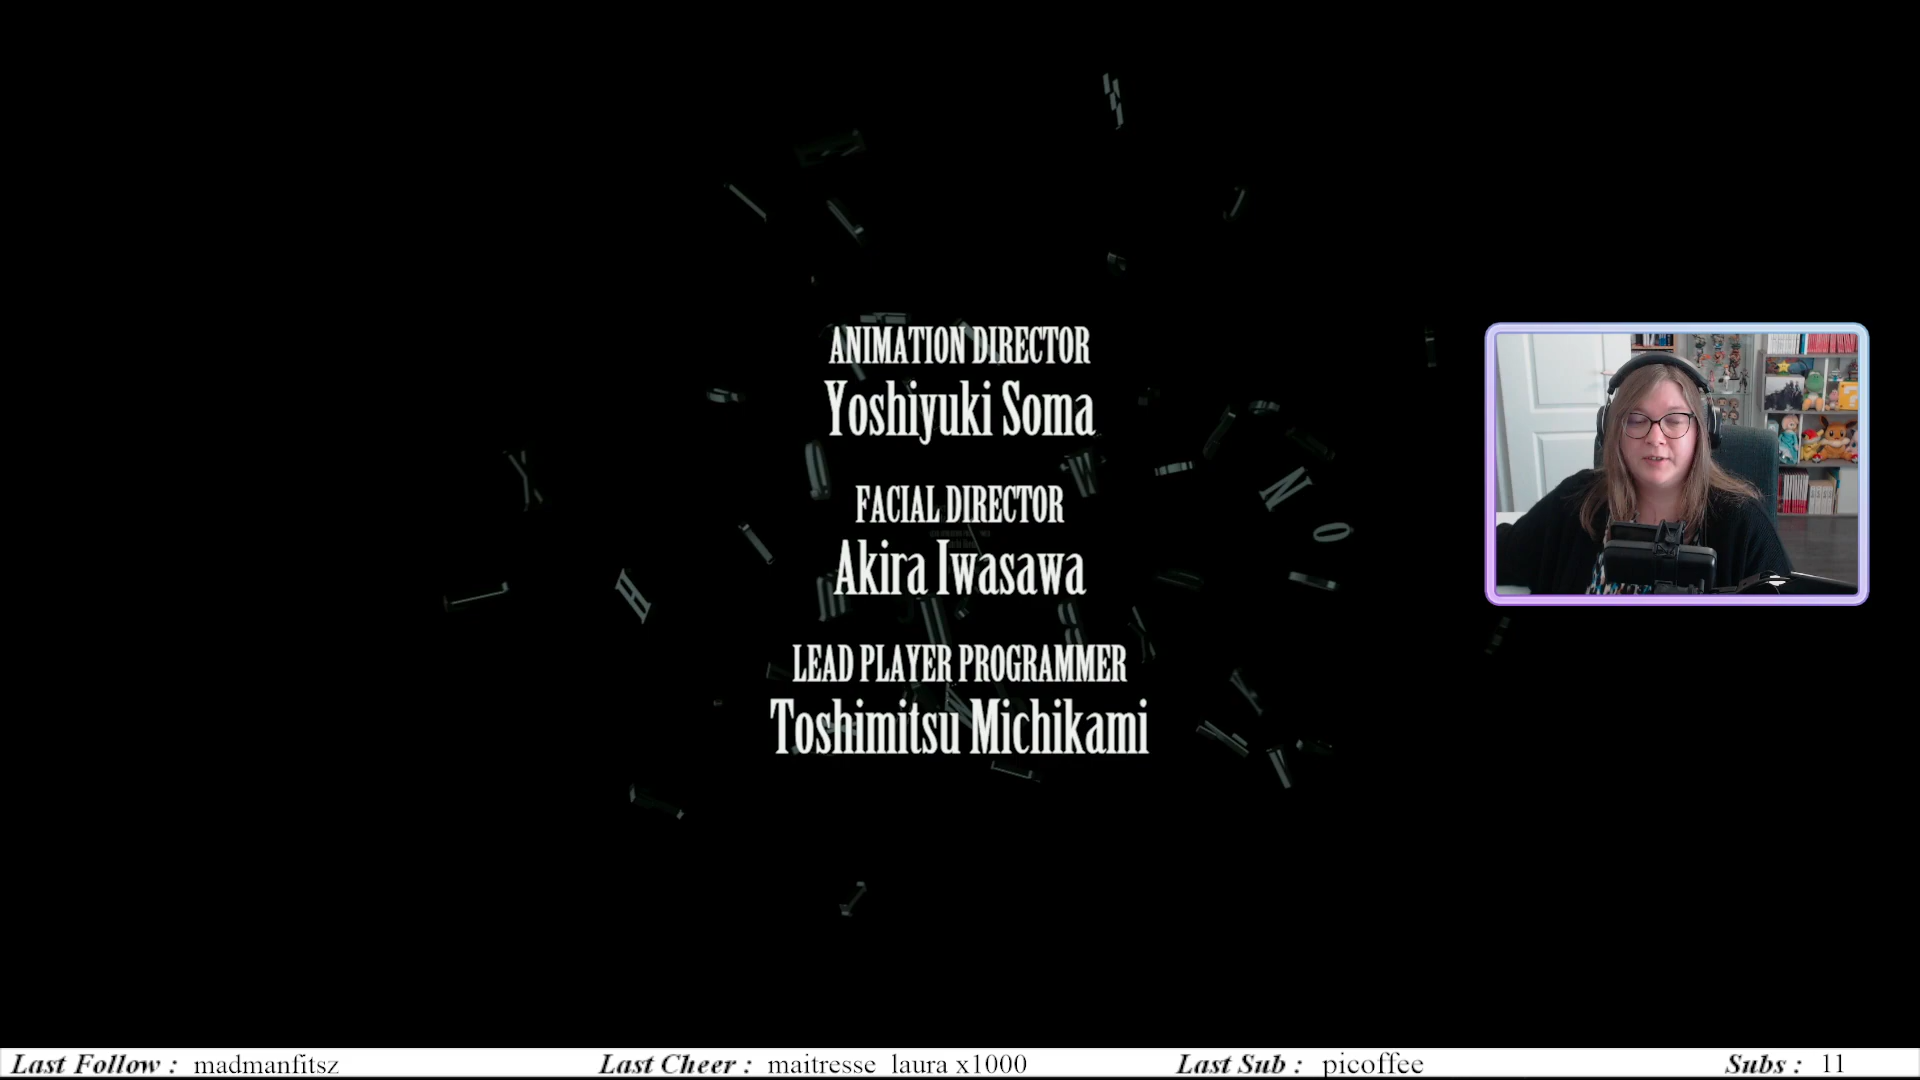 ANIMATION DIRECTOR
Yoshiyuki Soma
FACIAL DIRECTOR
Akira Iwasawa
LEAD PLAYER PROGRAMMER
Toshimitsu Michikami
Last Follow : madmanfitsz Last Cheer : maitresse laura x1000 Last Sub : picoffee Subs : 11